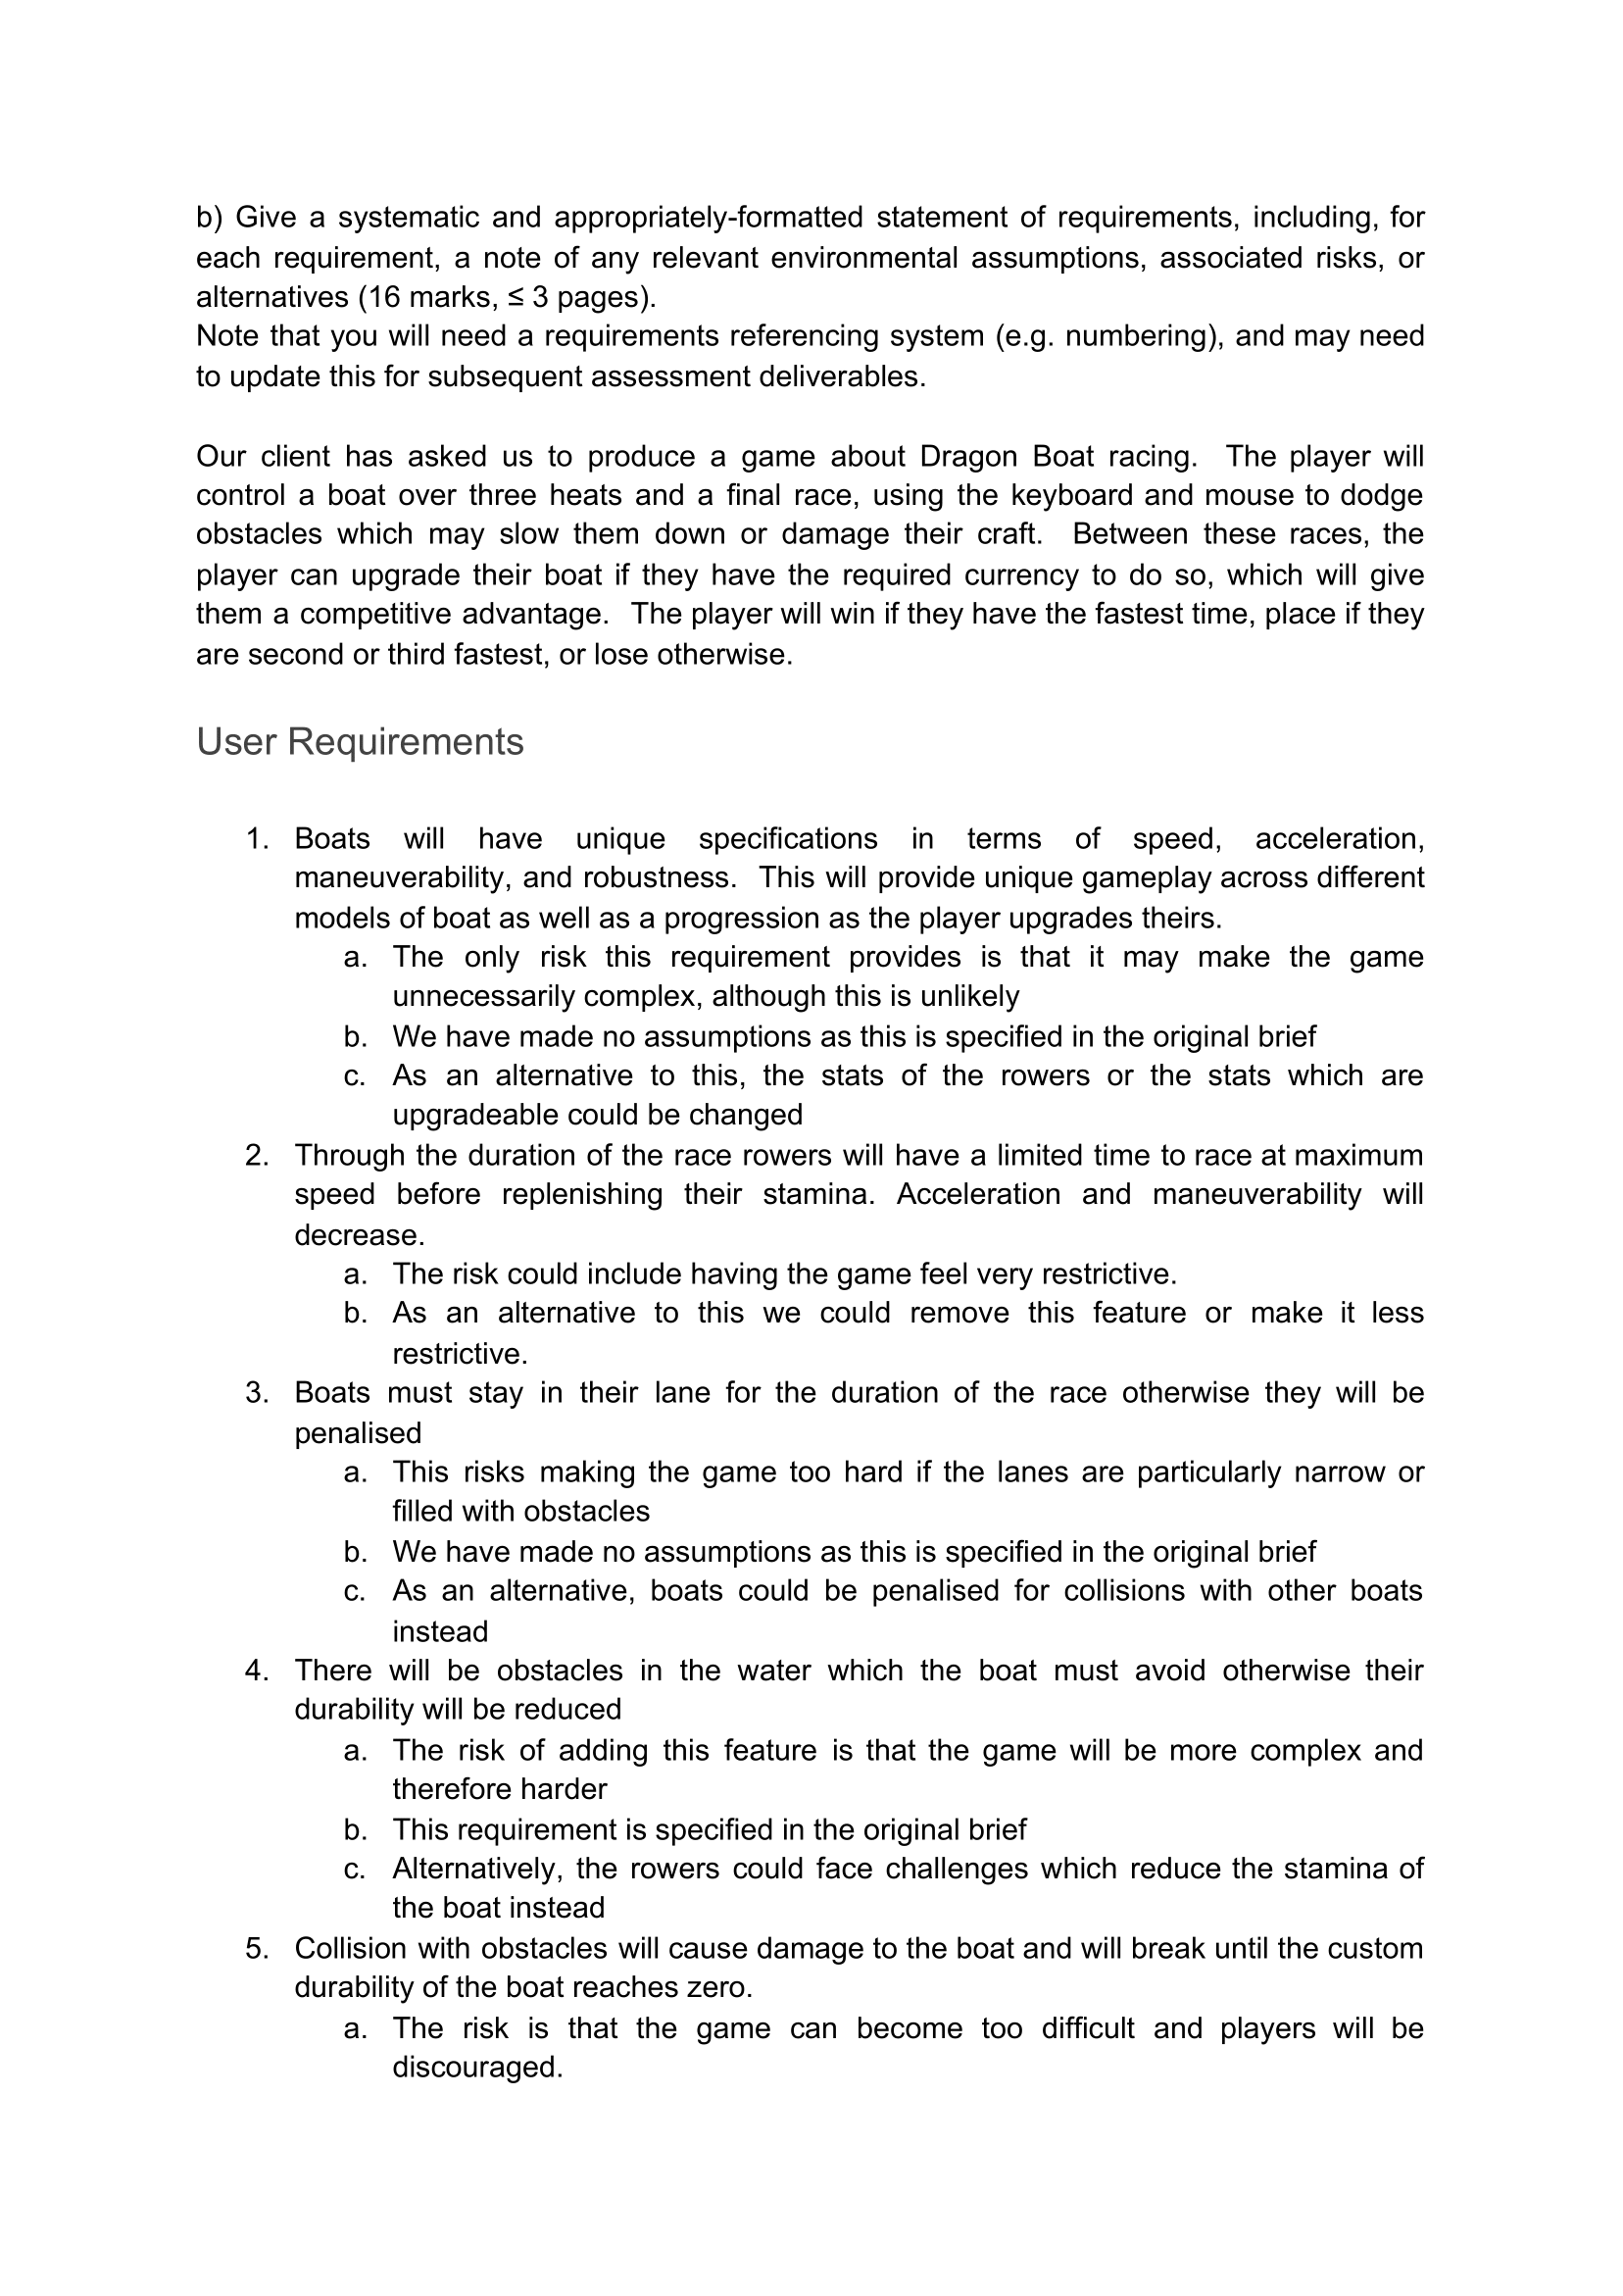 b) Give a systematic and appropriately-formatted statement of requirements, including, for
each requirement, a note of any relevant environmental assumptions, associated risks, or
alternatives (16 marks, ≤ 3 pages).
Note that you will need a requirements referencing system (e.g. numbering), and may need
to update this for subsequent assessment deliverables.
Our client has asked us to produce a game about Dragon Boat racing. The player will
control a boat over three heats and a final race, using the keyboard and mouse to dodge
obstacles which may slow them down or damage their craft. Between these races, the
player can upgrade their boat if they have the required currency to do so, which will give
them a competitive advantage. The player will win if they have the fastest time, place if they
are second or third fastest, or lose otherwise.
User Requirements
1. Boats will have unique specifications in terms of speed, acceleration,
maneuverability, and robustness. This will provide unique gameplay across different
models of boat as well as a progression as the player upgrades theirs.
a. The only risk this requirement provides is that it may make the game
unnecessarily complex, although this is unlikely
b. We have made no assumptions as this is specified in the original brief
c. As an alternative to this, the stats of the rowers or the stats which are
upgradeable could be changed
2. Through the duration of the race rowers will have a limited time to race at maximum
speed before replenishing their stamina. Acceleration and maneuverability will
decrease.
a. The risk could include having the game feel very restrictive.
b. As an alternative to this we could remove this feature or make it less
restrictive.
3. Boats must stay in their lane for the duration of the race otherwise they will be
penalised
a. This risks making the game too hard if the lanes are particularly narrow or
filled with obstacles
b. We have made no assumptions as this is specified in the original brief
c. As an alternative, boats could be penalised for collisions with other boats
instead
4. There will be obstacles in the water which the boat must avoid otherwise their
durability will be reduced
a. The risk of adding this feature is that the game will be more complex and
therefore harder
b. This requirement is specified in the original brief
c. Alternatively, the rowers could face challenges which reduce the stamina of
the boat instead
5. Collision with obstacles will cause damage to the boat and will break until the custom
durability of the boat reaches zero.
a. The risk is that the game can become too difficult and players will be
discouraged.